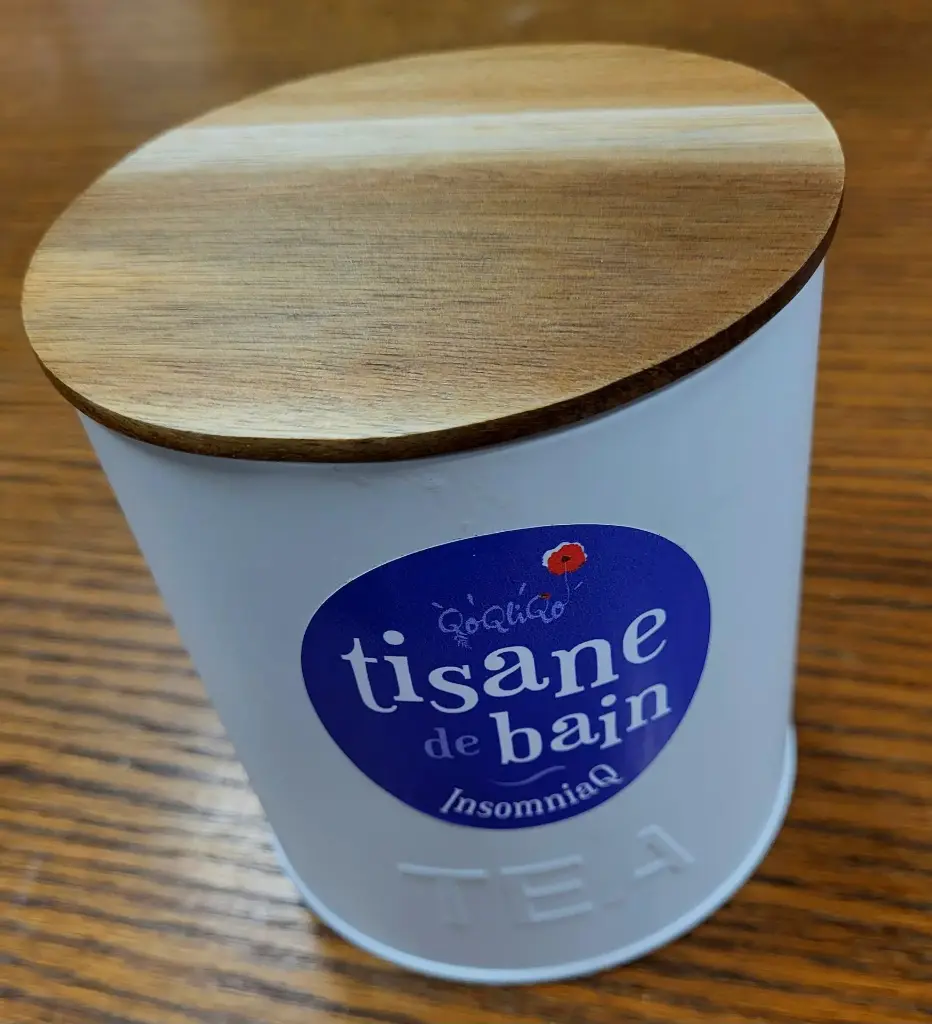 QoQliQo
tisane
de bain
InsomniaQ
TEA